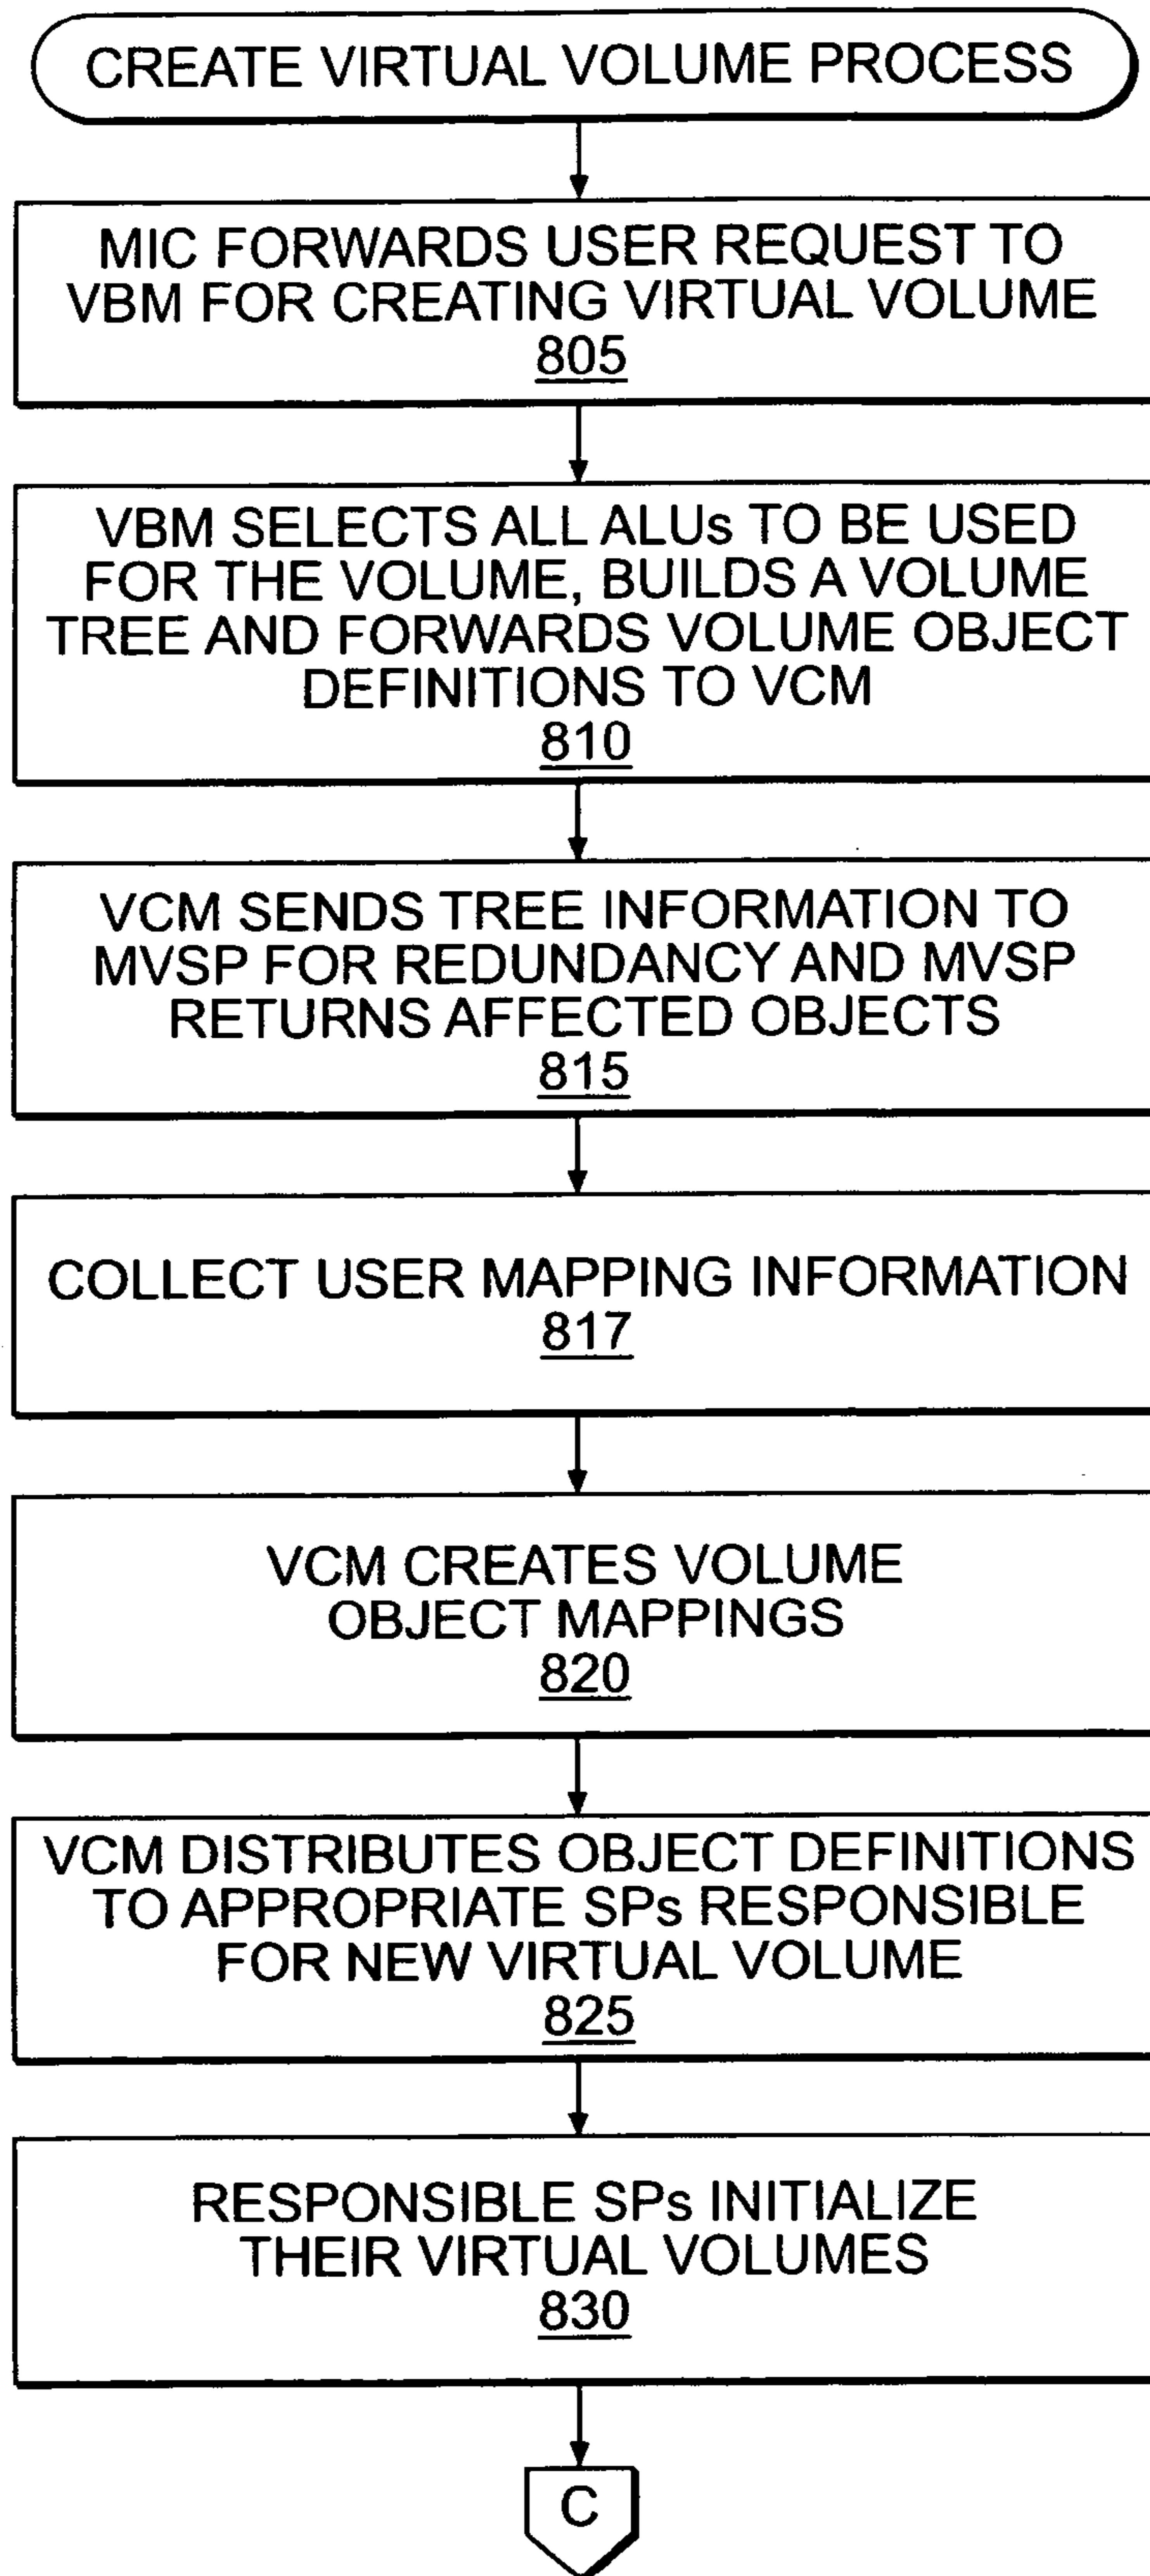 CREATE VIRTUAL VOLUME PROCESS
MIC FORWARDS USER REQUEST TO
VBM FOR CREATING VIRTUAL VOLUME
805
VBM SELECTS ALL ALUs TO BE USED
FOR THE VOLUME, BUILDS A VOLUME
TREE AND FORWARDS VOLUME OBJECT
DEFINITIONS TO VCM
810
VCM SENDS TREE INFORMATION TO
MVSP FOR REDUNDANCY AND MVSP
RETURNS AFFECTED OBJECTS
815
COLLECT USER MAPPING INFORMATION
817
VCM CREATES VOLUME
OBJECT MAPPINGS
820
VCM DISTRIBUTES OBJECT DEFINITIONS
TO APPROPRIATE SPs RESPONSIBLE
FOR NEW VIRTUAL VOLUME
825
RESPONSIBLE SPs INITIALIZE
THEIR VIRTUAL VOLUMES
830
C